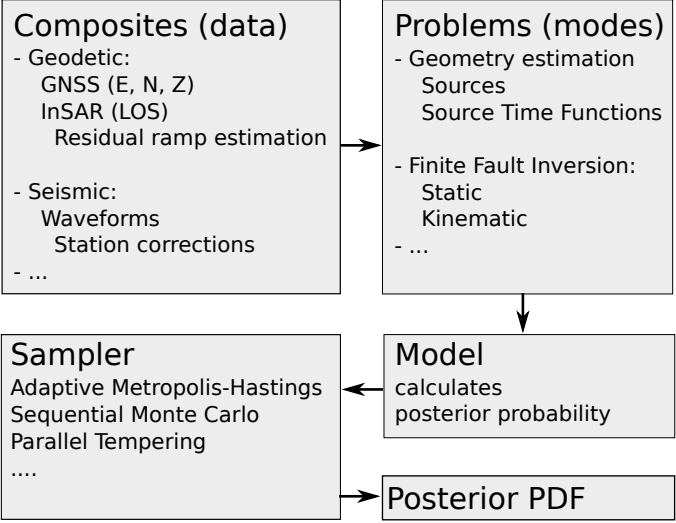 Composites (data)
- Geodetic:
GNSS (E, N, Z)
InSAR (LOS)
Residual ramp estimation
- Seismic:
Waveforms
Station corrections
- ...
Problems (modes)
- Geometry estimation
Sources
Source Time Functions
- Finite Fault Inversion:
Static
Kinematic
- ...
Model
calculates
posterior probability
Sampler
Adaptive Metropolis-Hastings
Sequential Monte Carlo
Parallel Tempering
....
Posterior PDF